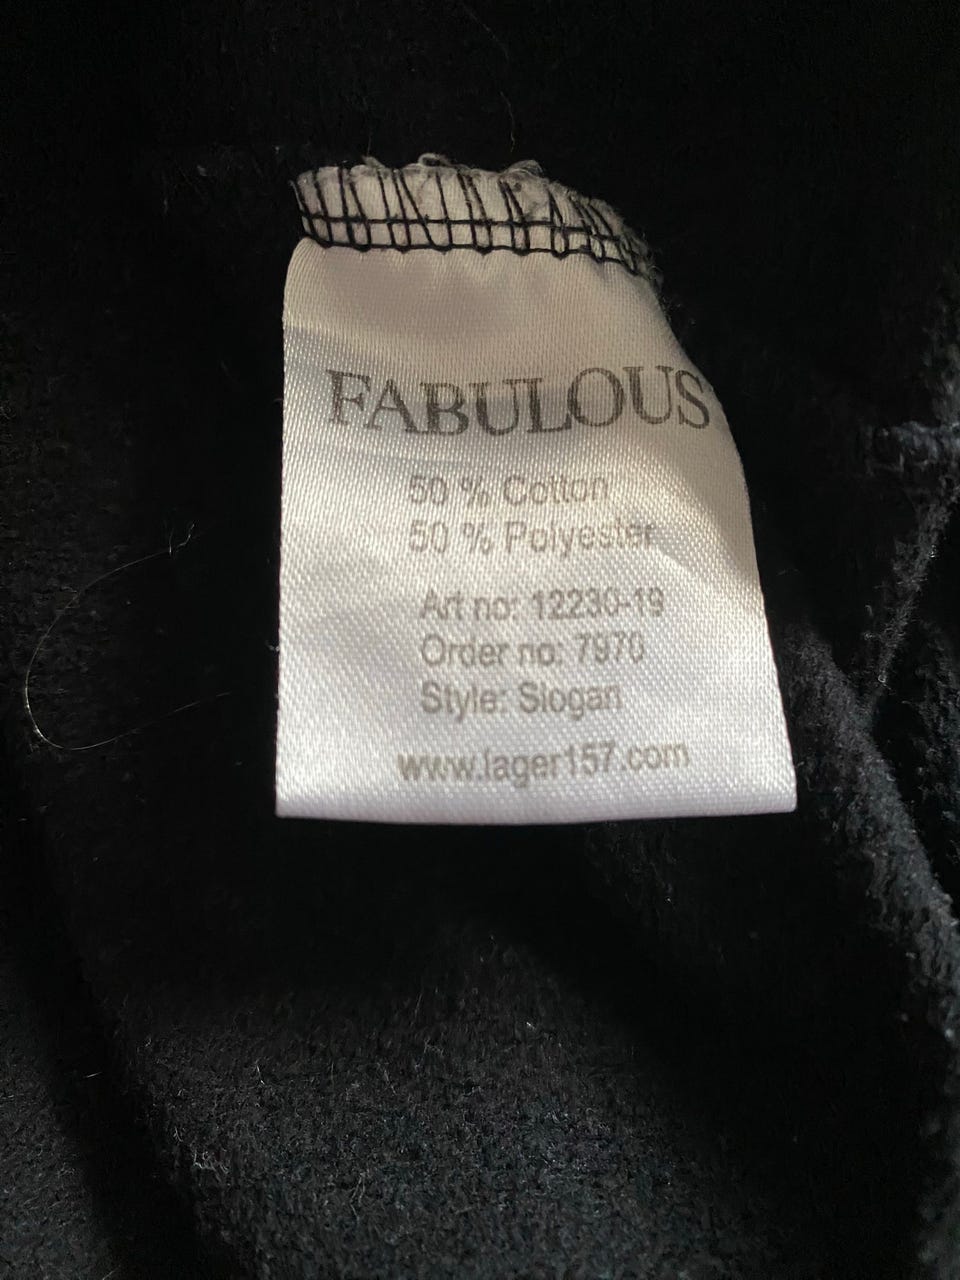 FABULOUS
50 % Cotton
50 % Polyester
Art no: 12230-19
Order no: 7970
Style: Slogan
www.lager157.com